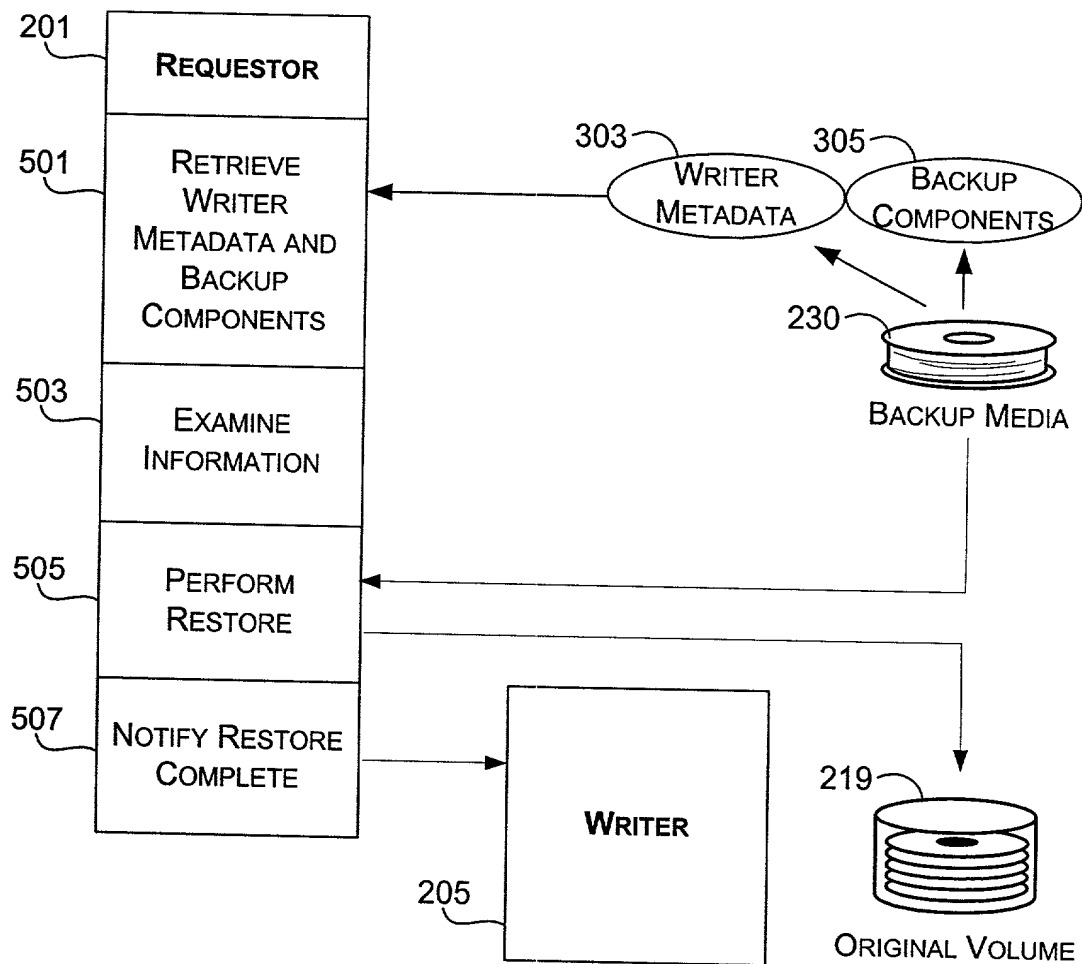 201
REQUESTOR
501
RETRIEVE
WRITER
METADATA AND
BACKUP
COMPONENTS
303
WRITER
METADATA
305
BACKUP
COMPONENTS
230
BACKUP MEDIA
503
EXAMINE
INFORMATION
505
PERFORM
RESTORE
507
NOTIFY RESTORE
COMPLETE
WRITER
205
219
ORIGINAL VOLUME